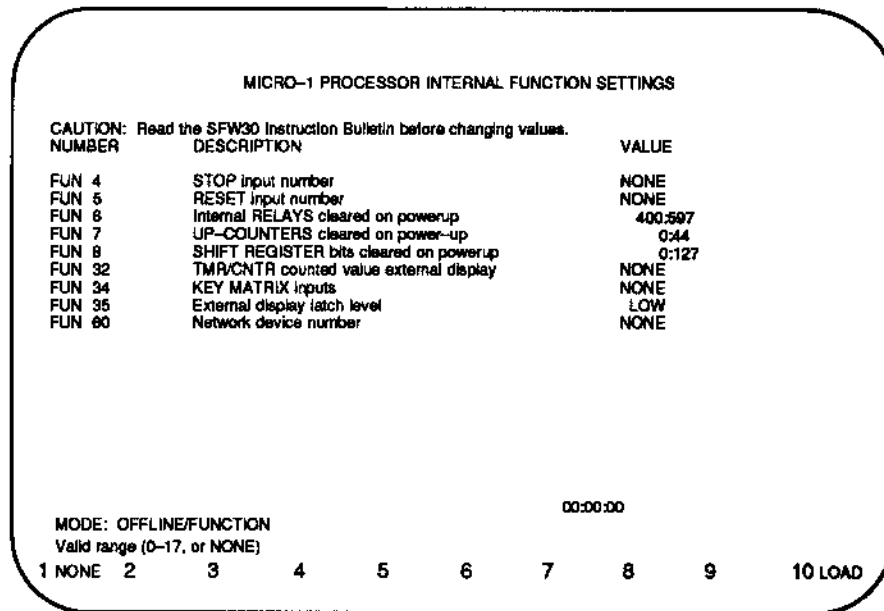 MICRO-1 PROCESSOR INTERNAL FUNCTION SETTINGS
CAUTION: Read the SFW30 Instruction Bulletin before changing values.
NUMBER DESCRIPTION VALUE
FUN 4 STOP input number NONE
FUN 5 RESET input number NONE
FUN 6 Internal RELAYS cleared on powerup 400:597
FUN 7 UP-COUNTERS cleared on power-up 0:44
FUN 8 SHIFT REGISTER bits cleared on powerup 0:127
FUN 32 TMR/CNTR counted value external display NONE
FUN 34 KEY MATRIX inputs NONE
FUN 35 External display latch level LOW
FUN 60 Network device number NONE
00:00:00
MODE: OFFLINE/FUNCTION
Valid range (0-17, or NONE)
1 NONE 2 3 4 5 6 7 8 9 10 LOAD